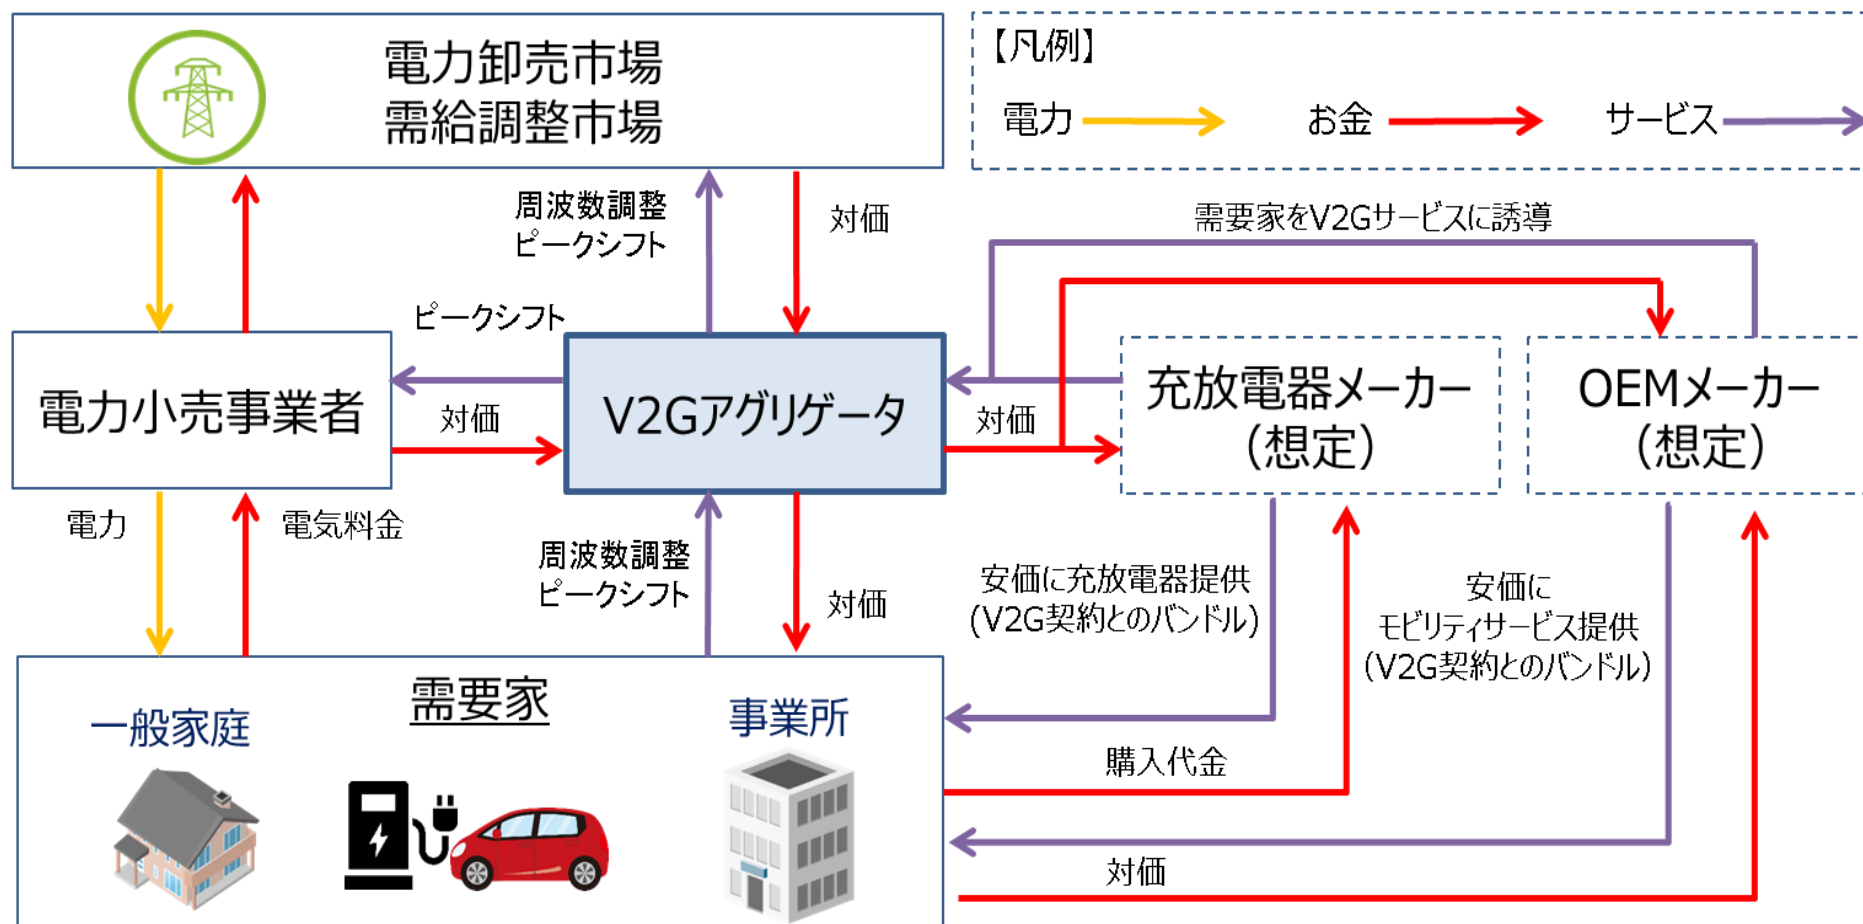 電力卸売市場
需給調整市場
【凡例】
電力
お金
サービス
周波数調整
ピークシフト
対価
需要家をV2Gサービスに誘導
ピークシフト
電力小売事業者
対価
V2Gアグリゲータ
対価
充放電器メーカー
(想定)
OEMメーカー
(想定)
電力
電気料金
周波数調整
ピークシフト
対価
安価に充放電器提供
(V2G契約とのバンドル)
安価に
モビリティサービス提供
(V2G契約とのバンドル)
需要家
一般家庭
事業所
購入代金
対価